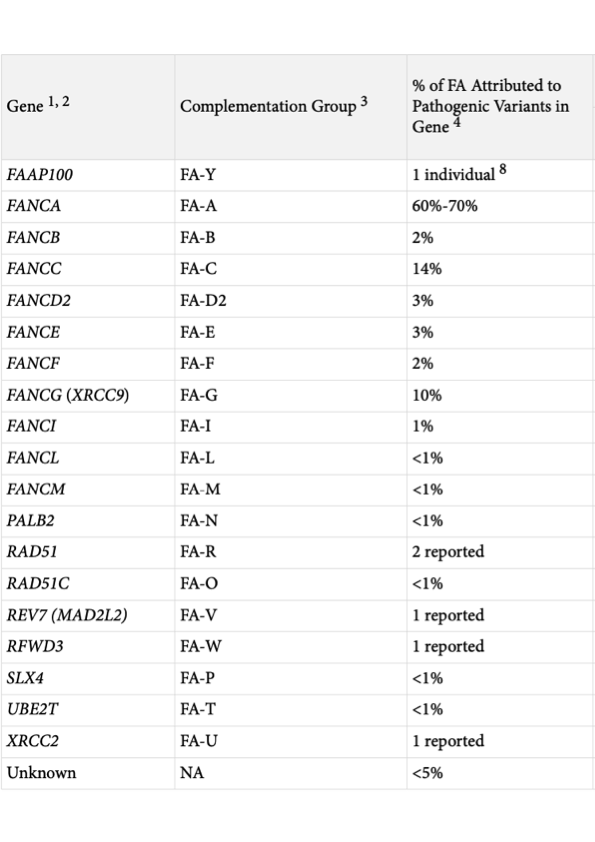 Gene 1, 2 Complementation Group 3 % of FA Attributed to Pathogenic Variants in Gene 4
FAAP100 FA-Y 1 individual 8
FANCA FA-A 60%-70%
FANCB FA-B 2%
FANCC FA-C 14%
FANCD2 FA-D2 3%
FANCE FA-E 3%
FANCF FA-F 2%
FANCG (XRCC9) FA-G 10%
FANCI FA-I 1%
FANCL FA-L <1%
FANCM FA-M <1%
PALB2 FA-N <1%
RAD51 FA-R 2 reported
RAD51C FA-O <1%
REV7 (MAD2L2) FA-V 1 reported
RFWD3 FA-W 1 reported
SLX4 FA-P <1%
UBE2T FA-T <1%
XRCC2 FA-U 1 reported
Unknown NA <5%